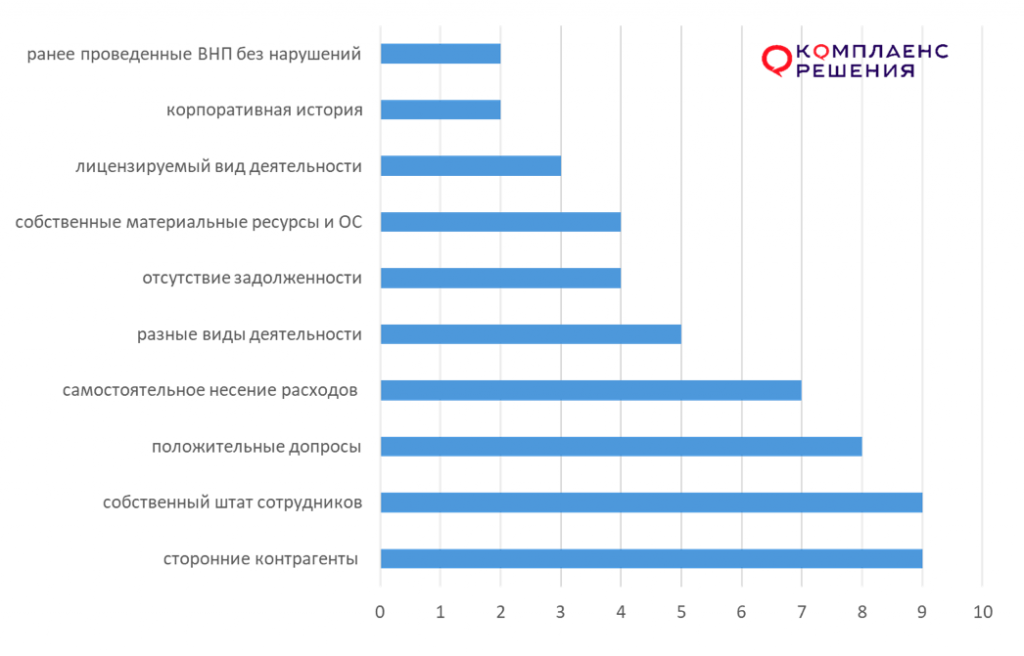 КОМПЛАЕНС
РЕШЕНИЯ
ранее проведенные ВНП без нарушений
корпоративная история
лицензируемый вид деятельности
собственные материальные ресурсы и ОС
отсутствие задолженности
разные виды деятельности
самостоятельное несение расходов
положительные допросы
собственный штат сотрудников
сторонние контрагенты
0 1 2 3 4 5 6 7 8 9 10